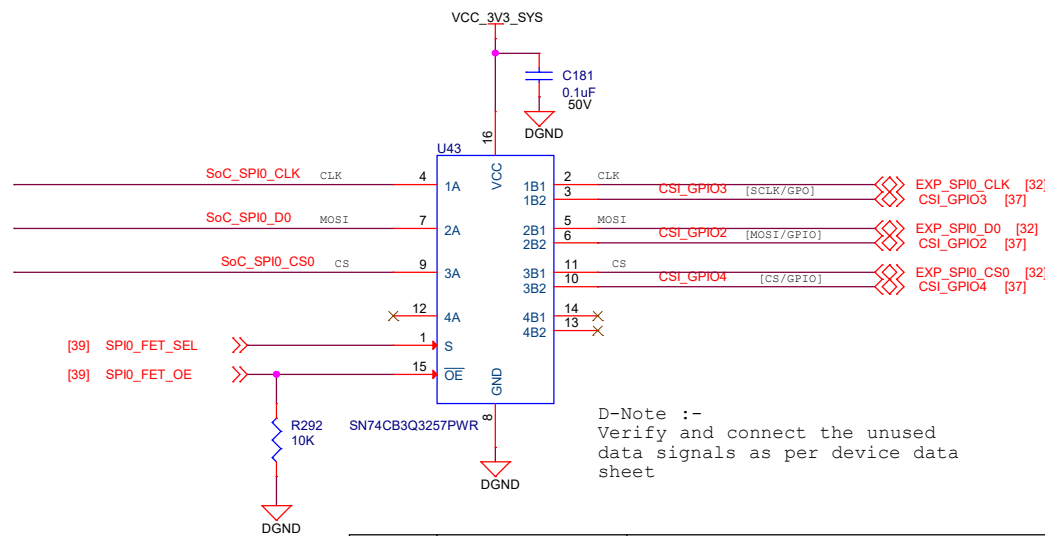 VCC_3V3_SYS
C181
0.1uF
50V
DGND
16
U43
VCC
SoC_SPI0_CLK CLK 4 1A 1B1 2 CLK EXP_SPI0_CLK [32]
1B2 3 CSI_GPIO3 [SCLK/GPO] CSI_GPIO3 [37]
SoC_SPI0_D0 MOSI 7 2A 2B1 5 MOSI EXP_SPI0_D0 [32]
2B2 6 CSI_GPIO2 [MOSI/GPIO] CSI_GPIO2 [37]
SoC_SPI0_CS0 CS 9 3A 3B1 11 CS EXP_SPI0_CS0 [32]
3B2 10 CSI_GPIO4 [CS/GPIO] CSI_GPIO4 [37]
12 4A 4B1 14
4B2 13
[39] SPI0_FET_SEL 1 S
[39] SPI0_FET_OE 15 OE
GND
8
R292
10K
SN74CB3Q3257PWR
DGND
DGND
D-Note :-
Verify and connect the unused
data signals as per device data
sheet